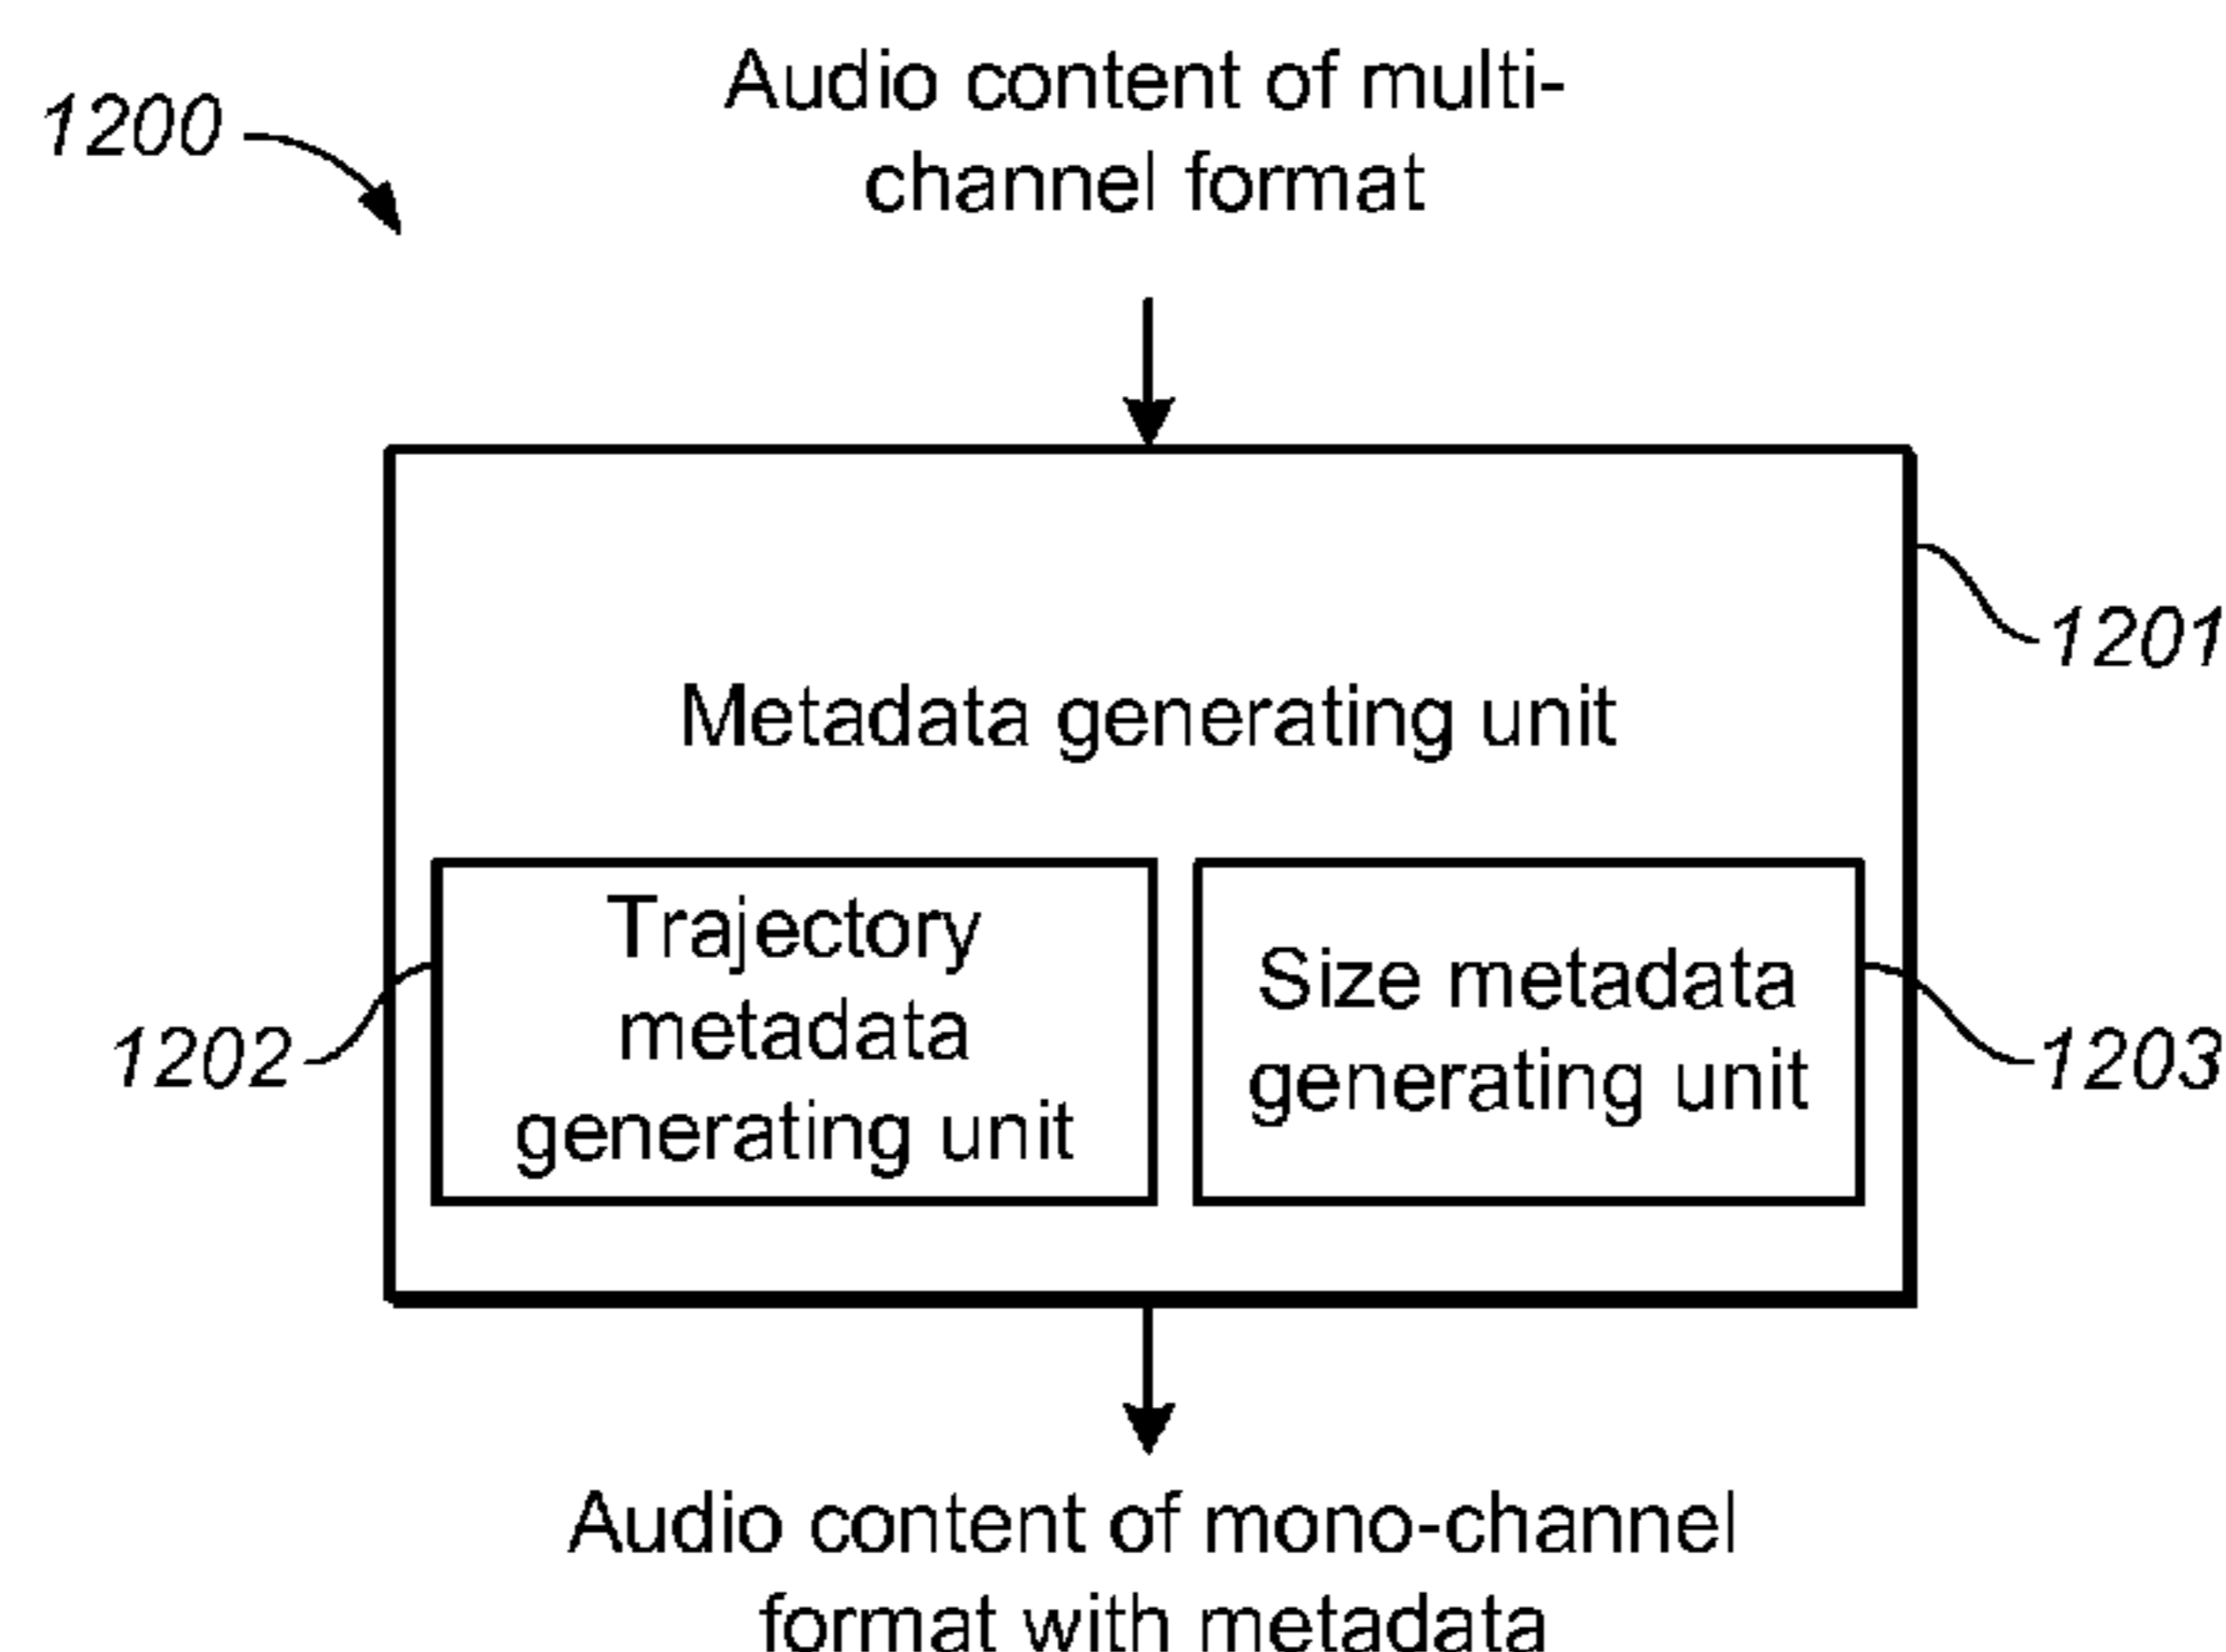 1200
Audio content of multi-
channel format
1201
Metadata generating unit
Trajectory
metadata
generating unit
Size metadata
generating unit
1202
1203
Audio content of mono-channel
format with metadata